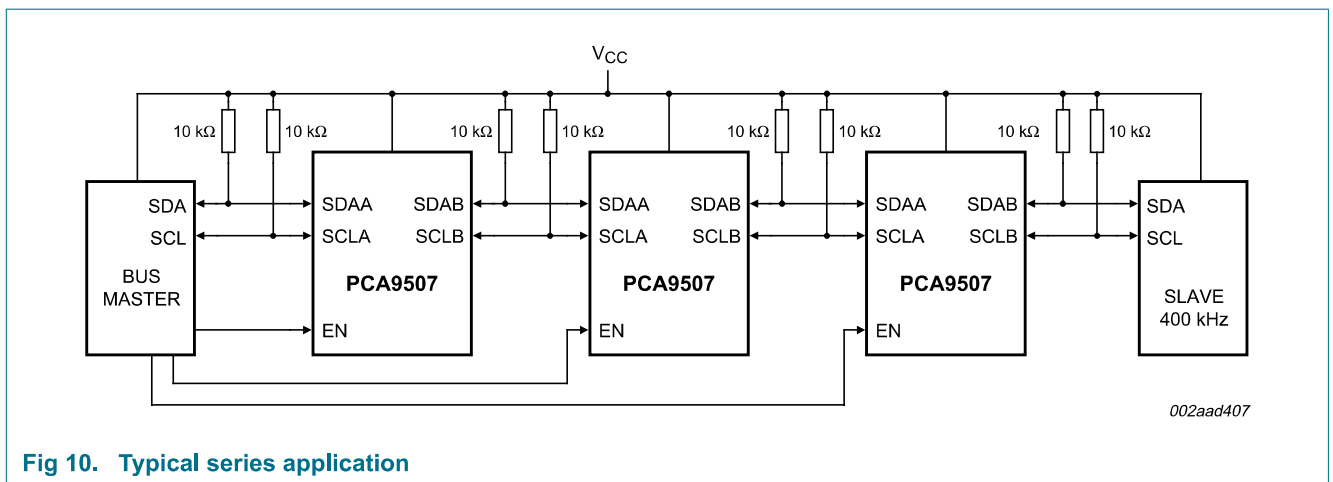 VCC
10 kΩ 10 kΩ 10 kΩ 10 kΩ 10 kΩ 10 kΩ 10 kΩ 10 kΩ
SDA SDAA SDAB SDAA SDAB SDAA SDAB SDA
SCL SCLA SCLB SCLA SCLB SCLA SCLB SCL
BUS
MASTER
PCA9507 PCA9507 PCA9507
SLAVE
400 kHz
EN EN EN
002aad407
Fig 10. Typical series application